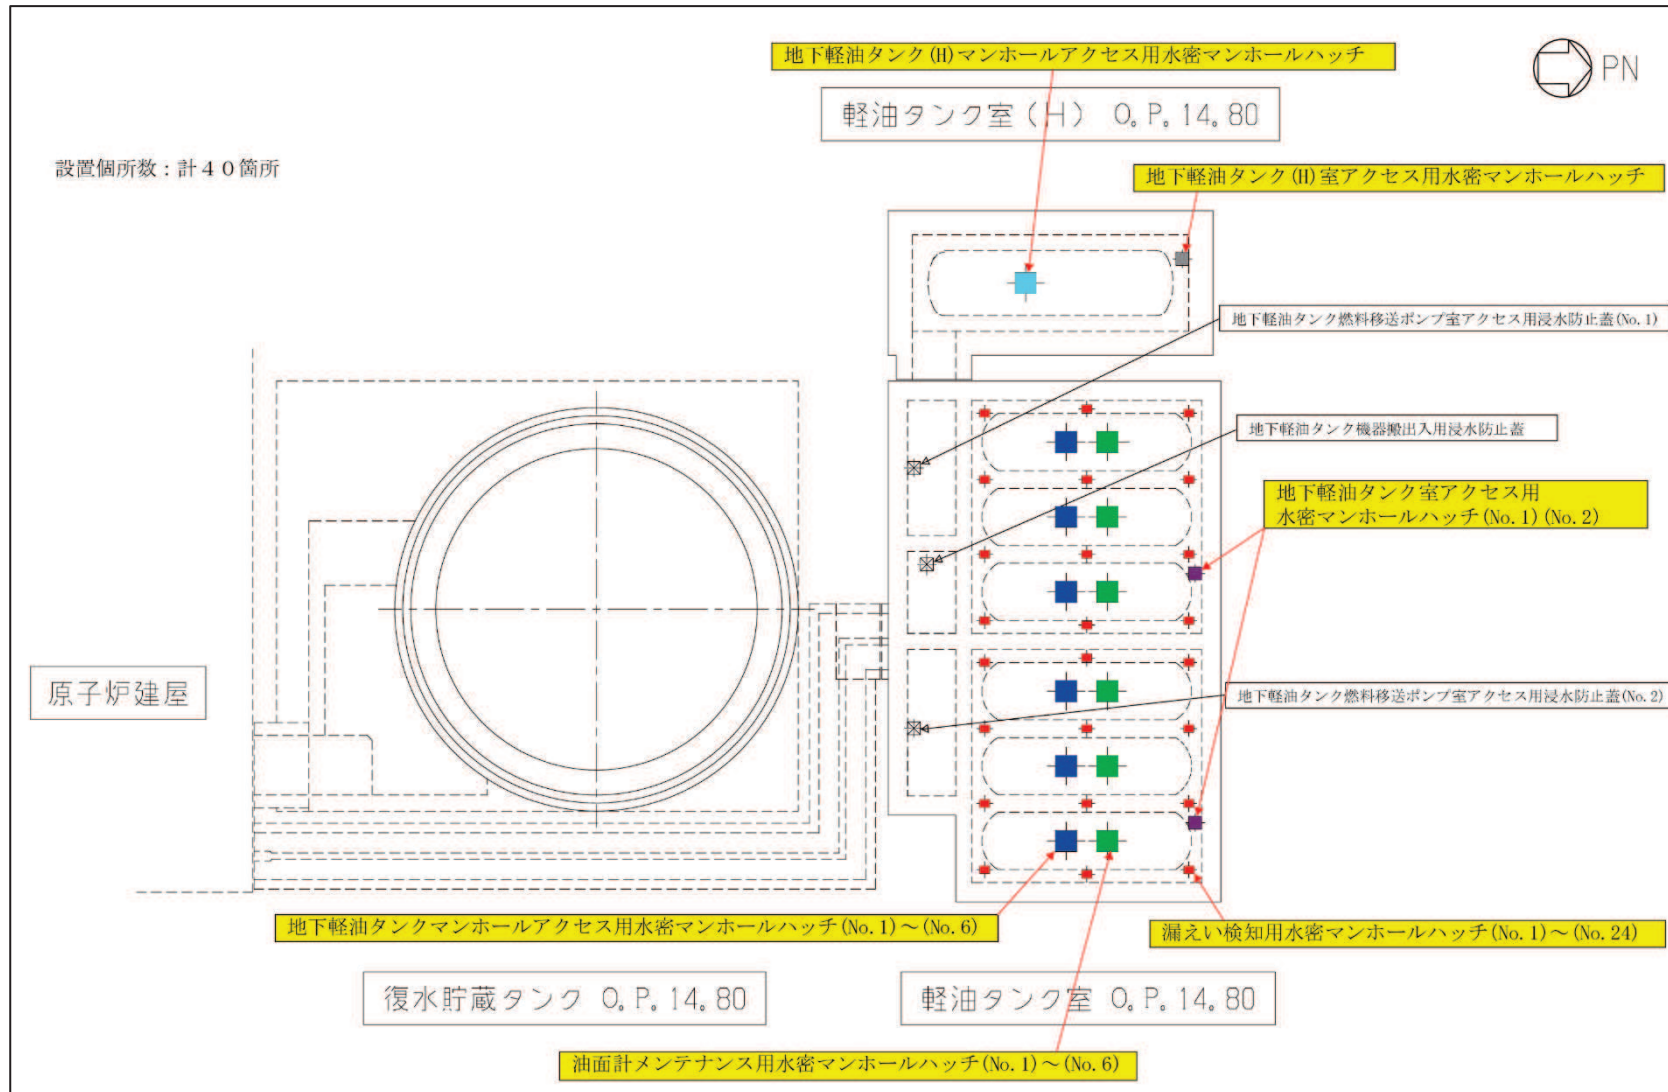 地下軽油タンク(H)マンホールアクセス用水密マンホールハッチ
PN
軽油タンク室(H) O.P.14.80
設置個所数：計４０箇所
地下軽油タンク(H)室アクセス用水密マンホールハッチ
地下軽油タンク燃料移送ポンプ室アクセス用浸水防止蓋(No.1)
地下軽油タンク機器搬出入用浸水防止蓋
地下軽油タンク室アクセス用
水密マンホールハッチ(No.1)(No.2)
原子炉建屋
地下軽油タンク燃料移送ポンプ室アクセス用浸水防止蓋(No.2)
地下軽油タンクマンホールアクセス用水密マンホールハッチ(No.1)～(No.6)
漏えい検知用水密マンホールハッチ(No.1)～(No.24)
復水貯蔵タンク O.P.14.80
軽油タンク室 O.P.14.80
油面計メンテナンス用水密マンホールハッチ(No.1)～(No.6)